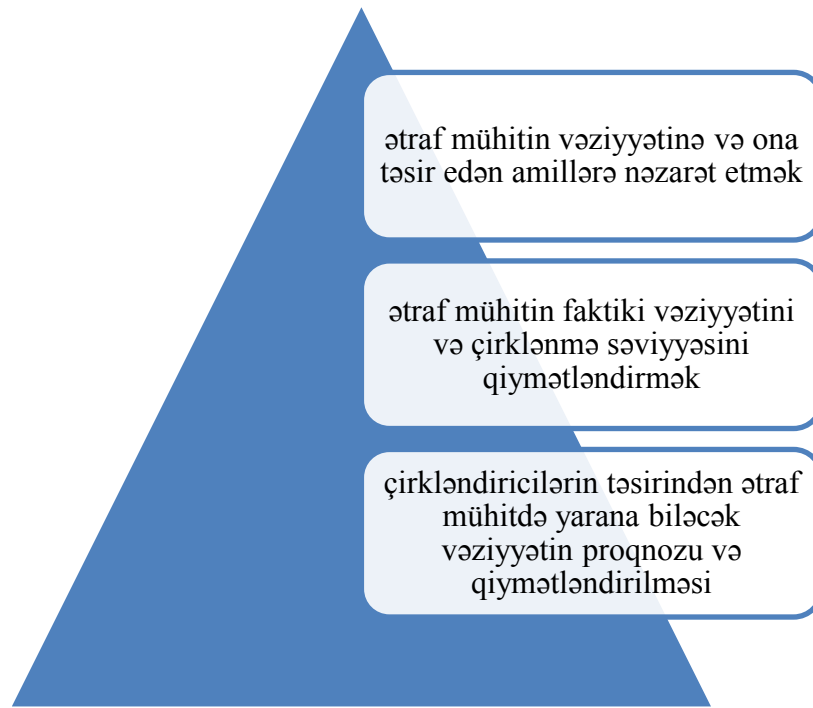 ətraf mühitin vəziyyətinə və ona
təsir edən amillərə nəzarət etmək
ətraf mühitin faktiki vəziyyətini
və çirklənmə səviyyəsini
qiymətləndirmək
çirkləndiricilərin təsirindən ətraf
mühitdə yarana biləcək
vəziyyətin proqnozu və
qiymətləndirilməsi